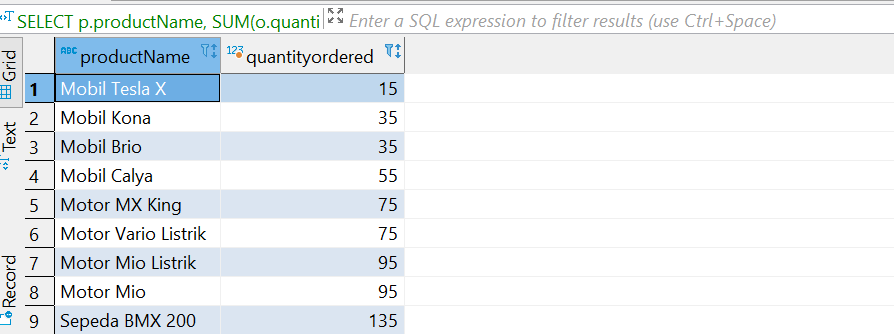 SELECT p.productName, SUM(o.quanti Enter a SQL expression to filter results (use Ctrl+Space)
Grid
Text
Record
ABC productName 123 quantityordered
1 Mobil Tesla X 15
2 Mobil Kona 35
3 Mobil Brio 35
4 Mobil Calya 55
5 Motor MX King 75
6 Motor Vario Listrik 75
7 Motor Mio Listrik 95
8 Motor Mio 95
9 Sepeda BMX 200 135